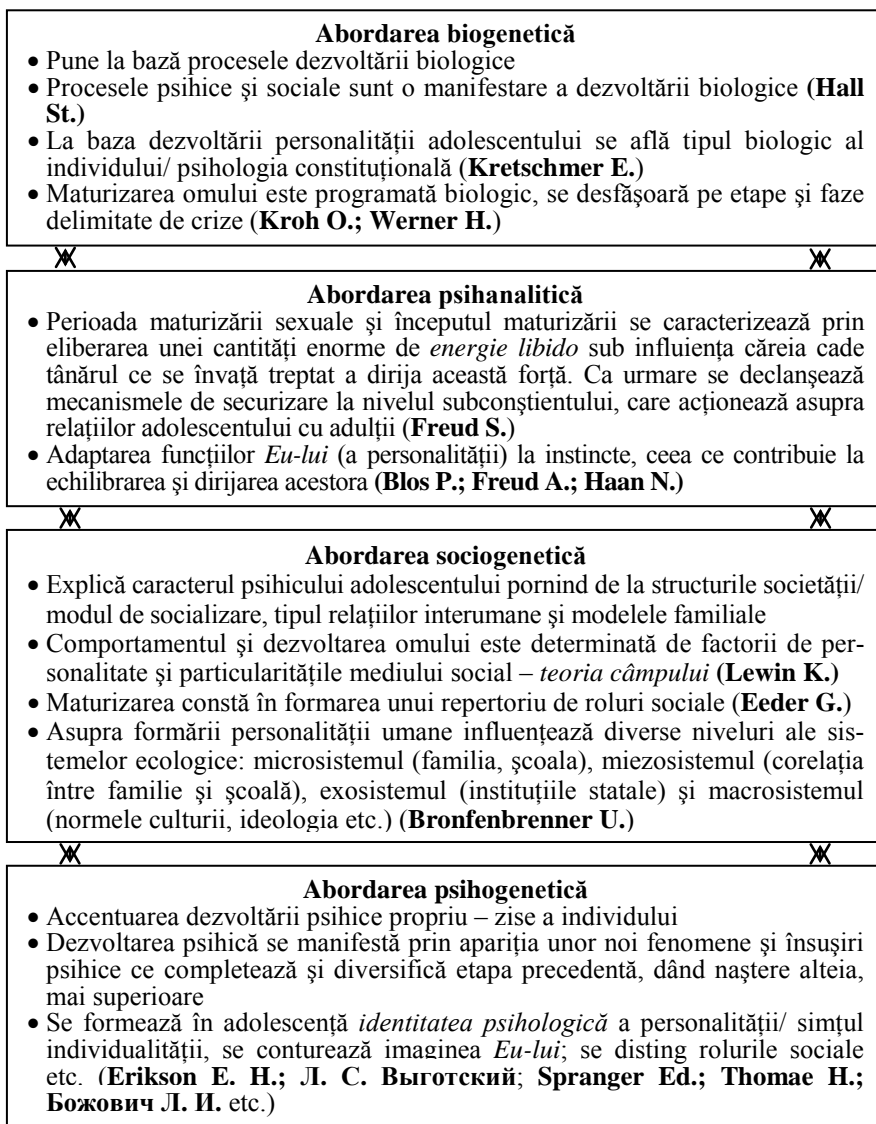 Abordarea biogenetică
• Pune la bază procesele dezvoltării biologice
• Procesele psihice şi sociale sunt o manifestare a dezvoltării biologice (Hall
St.)
• La baza dezvoltării personalităţii adolescentului se află tipul biologic al
individului/ psihologia constituţională (Kretschmer E.)
• Maturizarea omului este programată biologic, se desfăşoară pe etape şi faze
delimitate de crize (Kroh O.; Werner H.)
Abordarea psihanalitică
• Perioada maturizării sexuale şi începutul maturizării se caracterizează prin
eliberarea unei cantităţi enorme de energie libido sub influienţa căreia cade
tânărul ce se învaţă treptat a dirija această forţă. Ca urmare se declanşează
mecanismele de securizare la nivelul subconştientului, care acţionează asupra
relaţiilor adolescentului cu adulţii (Freud S.)
• Adaptarea funcţiilor Eu-lui (a personalităţii) la instincte, ceea ce contribuie la
echilibrarea şi dirijarea acestora (Blos P.; Freud A.; Haan N.)
Abordarea sociogenetică
• Explică caracterul psihicului adolescentului pornind de la structurile societăţii/
modul de socializare, tipul relaţiilor interumane şi modelele familiale
• Comportamentul şi dezvoltarea omului este determinată de factorii de per-
sonalitate şi particularităţile mediului social – teoria câmpului (Lewin K.)
• Maturizarea constă în formarea unui repertoriu de roluri sociale (Eeder G.)
• Asupra formării personalităţii umane influenţează diverse niveluri ale sis-
temelor ecologice: microsistemul (familia, şcoala), miezosistemul (corelaţia
între familie şi şcoală), exosistemul (instituţiile statale) şi macrosistemul
(normele culturii, ideologia etc.) (Bronfenbrenner U.)
Abordarea psihogenetică
• Accentuarea dezvoltării psihice propriu – zise a individului
• Dezvoltarea psihică se manifestă prin apariţia unor noi fenomene şi însuşiri
psihice ce completează şi diversifică etapa precedentă, dând naştere alteia,
mai superioare
• Se formează în adolescenţă identitatea psihologică a personalităţii/ simţul
individualităţii, se conturează imaginea Eu-lui; se disting rolurile sociale
etc. (Erikson E. H.; Л. С. Выготский; Spranger Ed.; Thomae H.;
Божович Л. И. etc.)